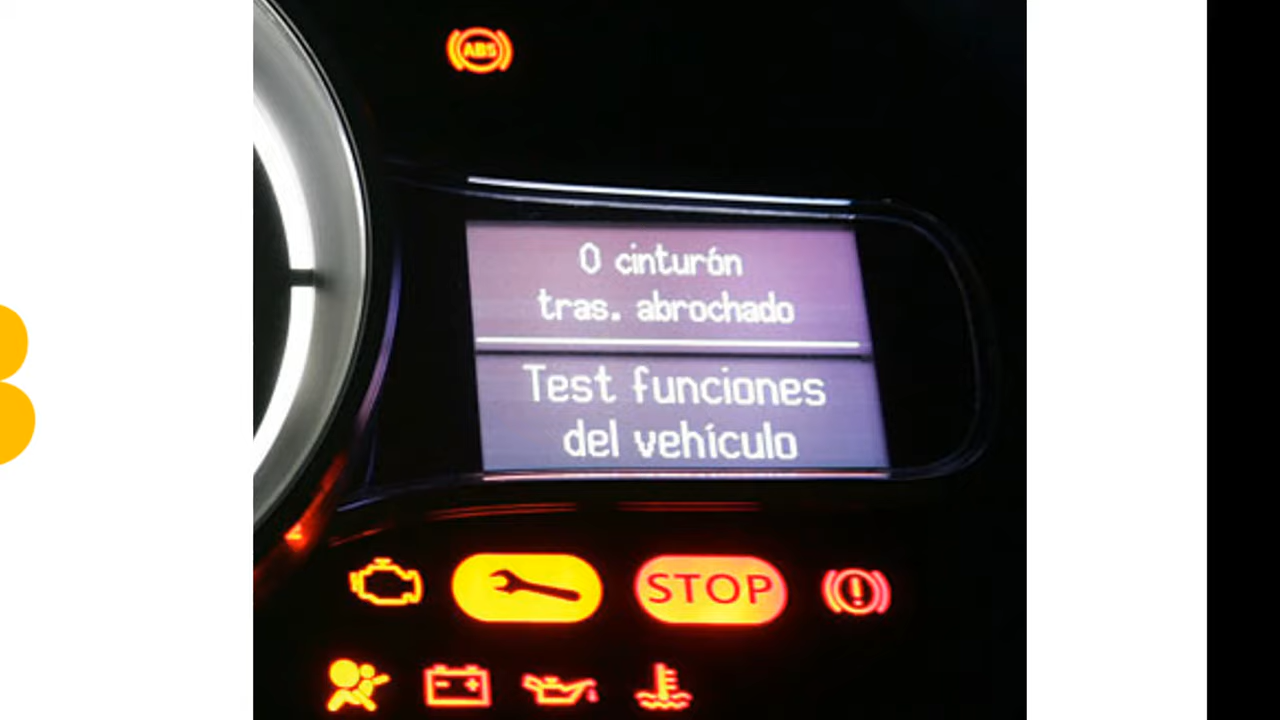 ABS
0 cinturón
tras. abrochado
Test funciones
del vehículo
STOP